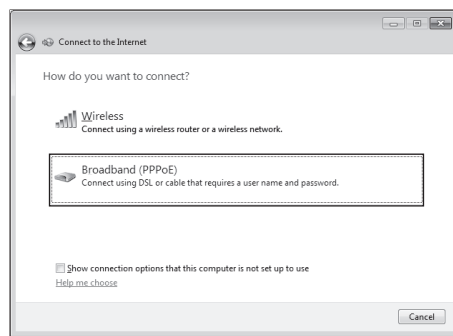 Connect to the Internet
How do you want to connect?
Wireless
Connect using a wireless router or a wireless network.
Broadband (PPPoE)
Connect using DSL or cable that requires a user name and password.
Show connection options that this computer is not set up to use
Help me choose
Cancel